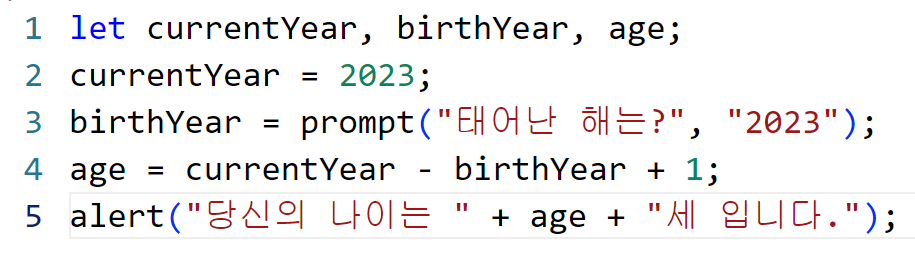 1 let currentYear, birthYear, age;
2 currentYear = 2023;
3 birthYear = prompt("태어난 해는?", "2023");
4 age = currentYear - birthYear + 1;
5 alert("당신의 나이는 " + age + "세 입니다.");